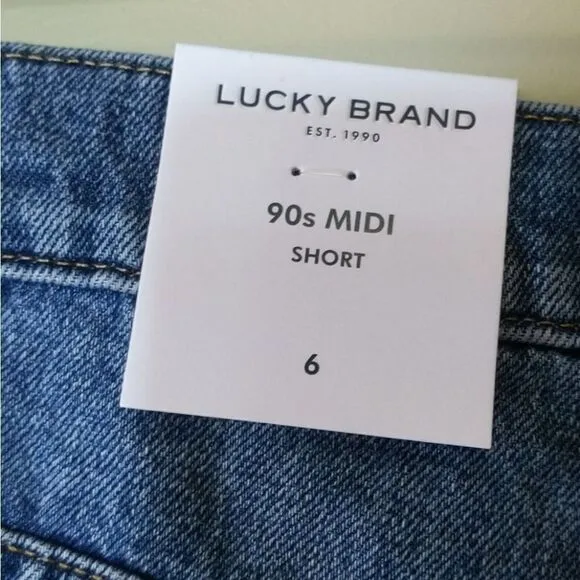 LUCKY BRAND
EST. 1990
90s MIDI
SHORT
6